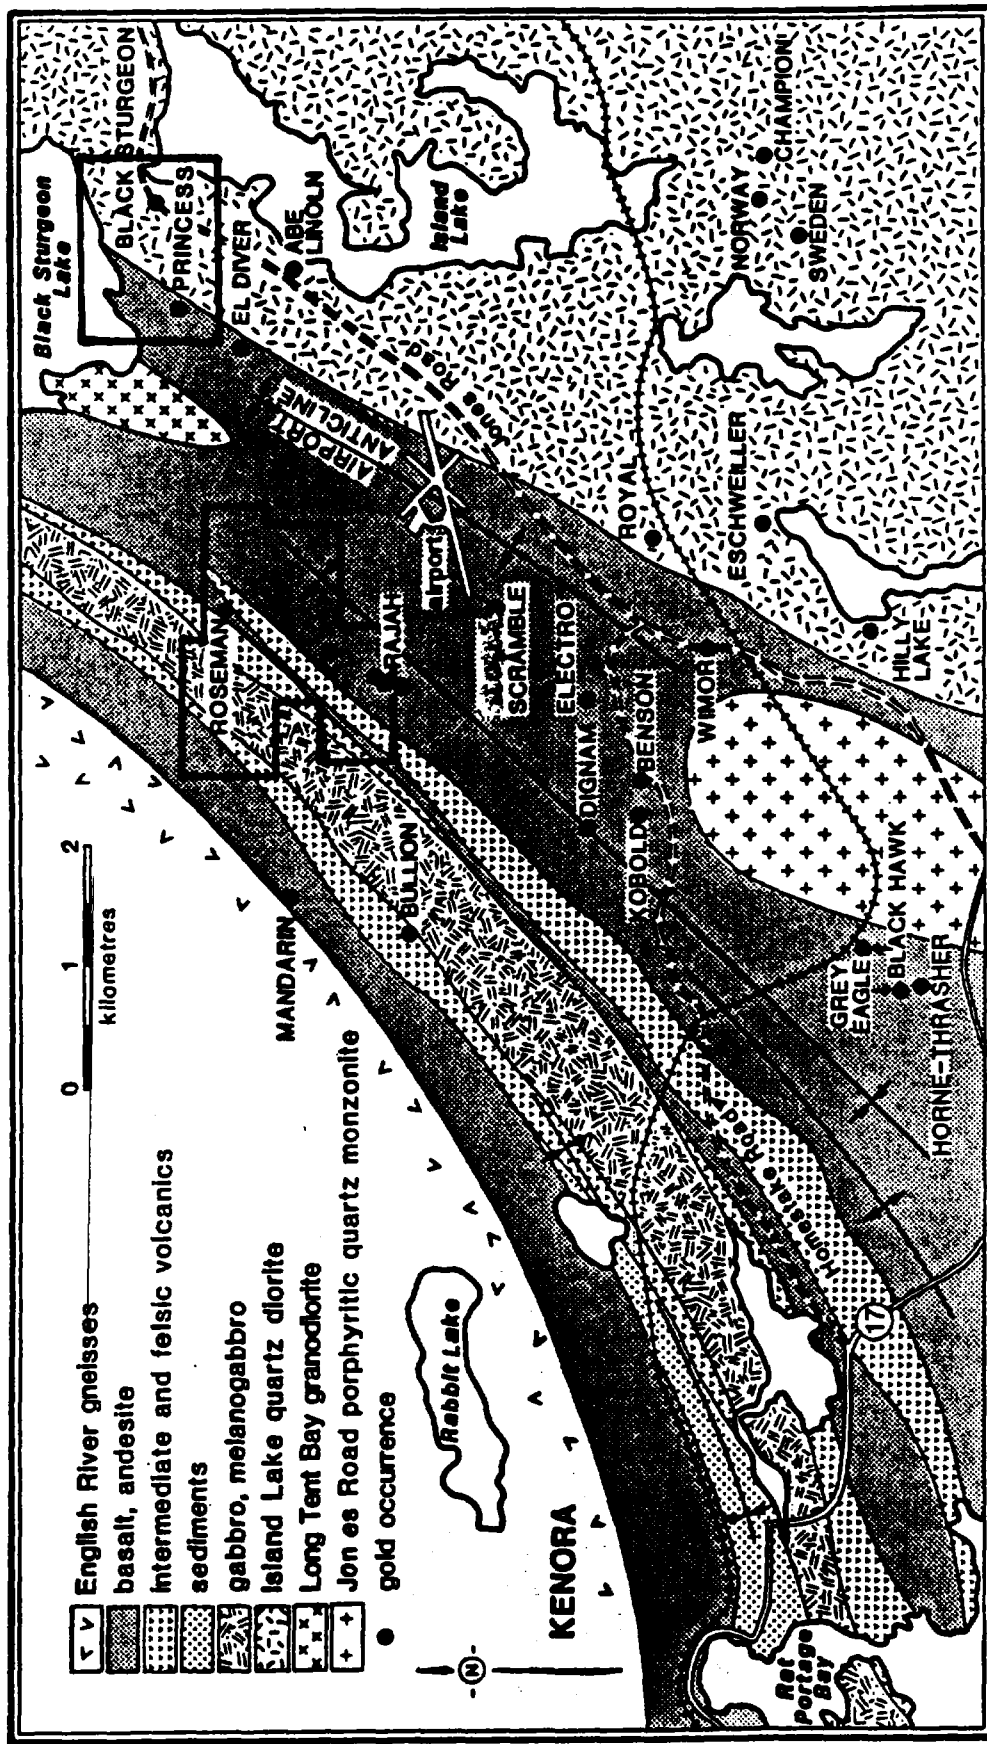 English River gneisses
basalt, andesite
intermediate and felsic volcanics
sediments
gabbro, melanogabbro
Island Lake quartz diorite
Long Tent Bay granodiorite
Jon es Road porphyritic quartz monzonite
gold occurrence
0 1 2
kilometres
N
KENORA
Rabbit Lake
Rat
Portage
Bay
17
Homestake Road
MANDARIN
BULLION
ROSEMAN
RAJAH
airport
AIRPORT
ANTICLINE
SCRAMBLE
ELECTRO
DIGNAM
KOBOLD
BENSON
WIMOR
GREY
EAGLE
BLACK HAWK
HORNE-THRASHER
HILLY
LAKE
ROYAL
ESCHWEILLER
Jones Road
Black Sturgeon
Lake
BLACK STURGEON
PRINCESS
EL DIVER
ABE
LINCOLN
Island
Lake
NORWAY
SWEDEN
CHAMPION